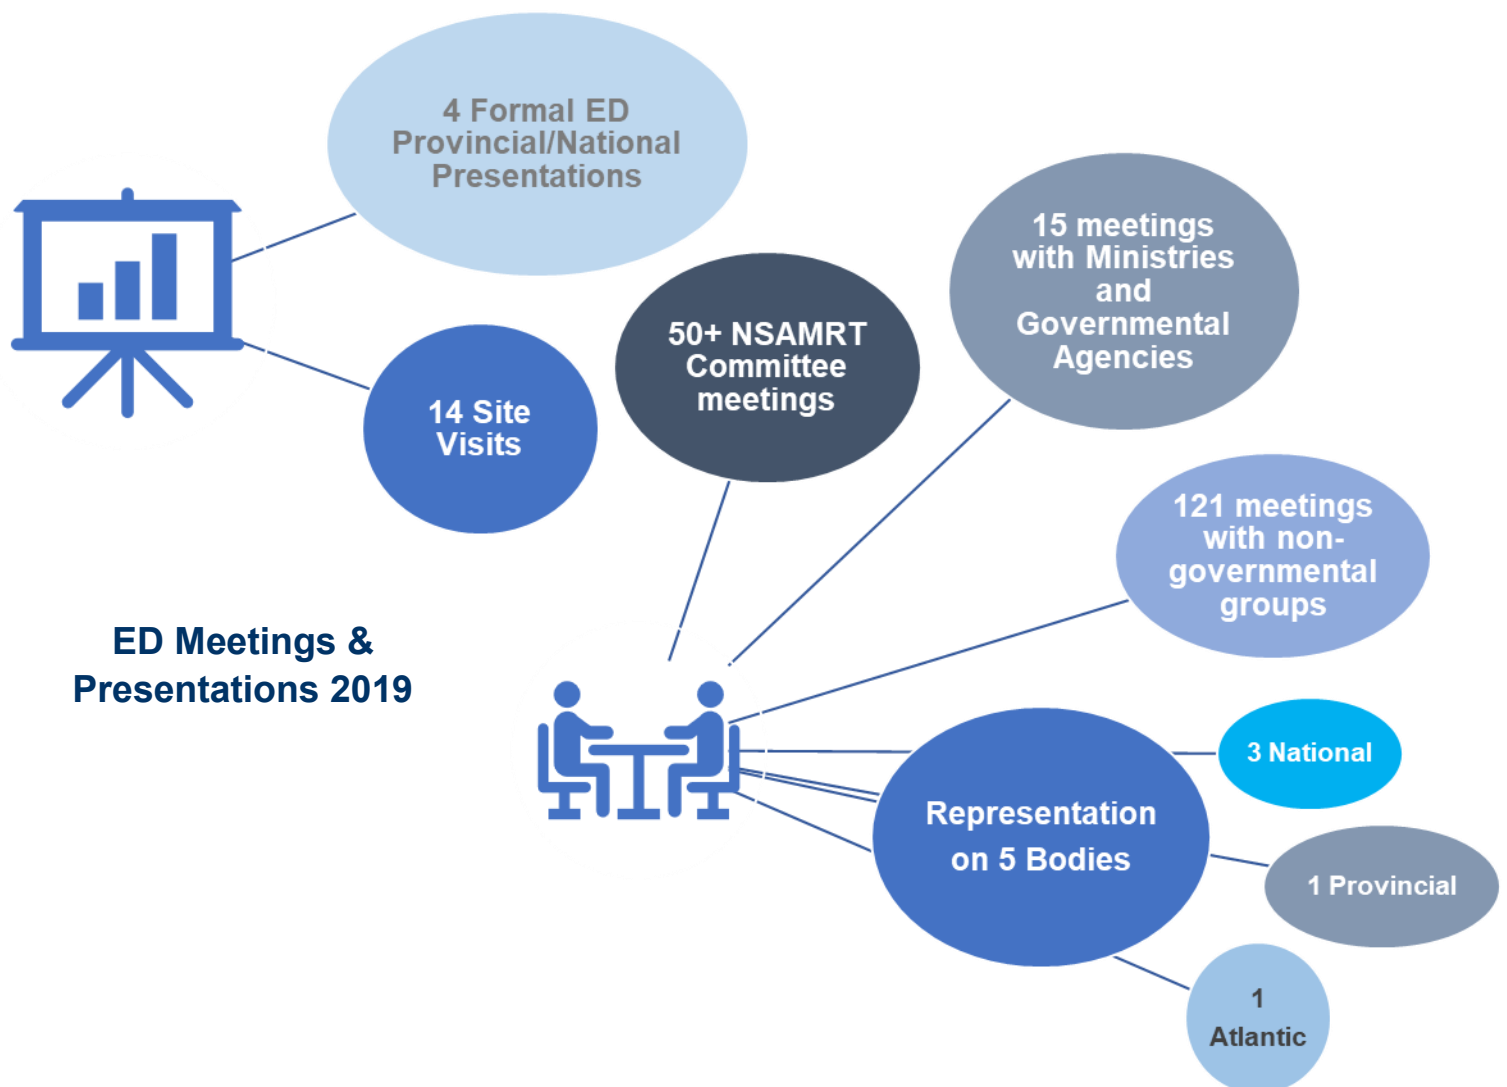 4 Formal ED
Provincial/National
Presentations
14 Site
Visits
50+ NSAMRT
Committee
meetings
15 meetings
with Ministries
and
Governmental
Agencies
121 meetings
with non-
governmental
groups
ED Meetings &
Presentations 2019
Representation
on 5 Bodies
3 National
1 Provincial
1
Atlantic